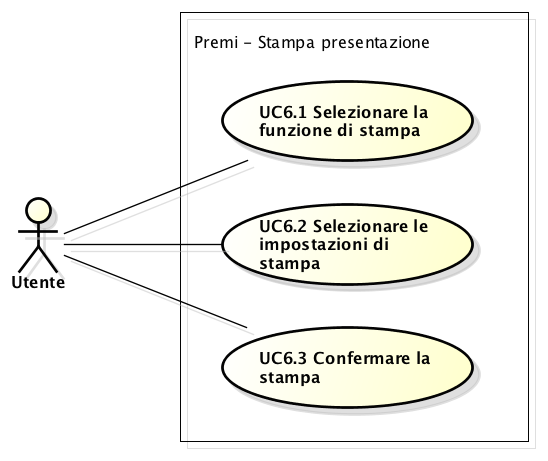 Premi - Stampa presentazione
UC6.1 Selezionare la
funzione di stampa
UC6.2 Selezionare le
impostazioni di
stampa
Utente
UC6.3 Confermare la
stampa